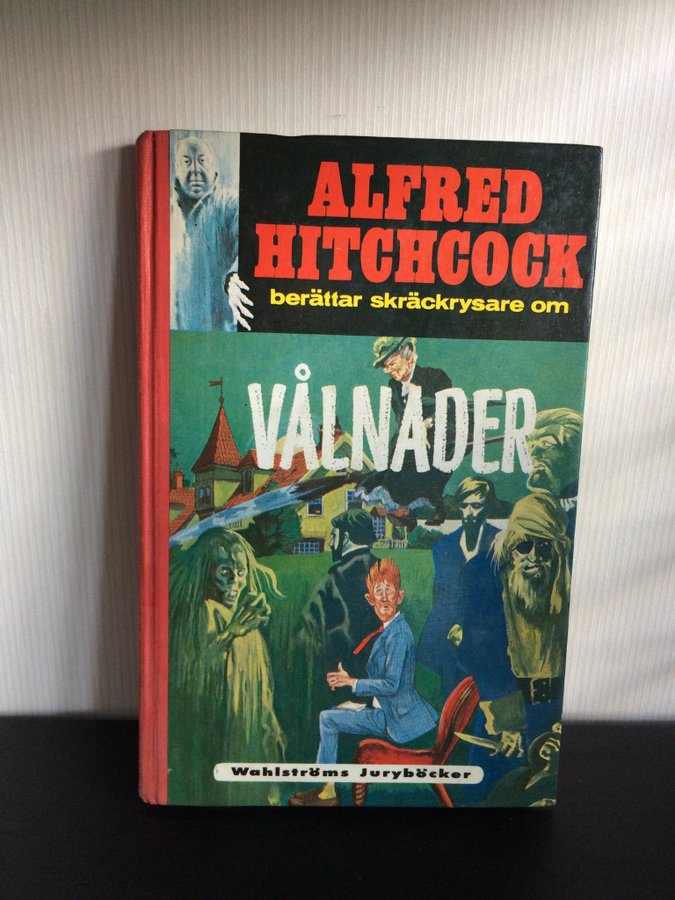 ALFRED
HITCHCOCK
berättar skräckrysare om
VÅLNADER
Wahlströms Juryböcker